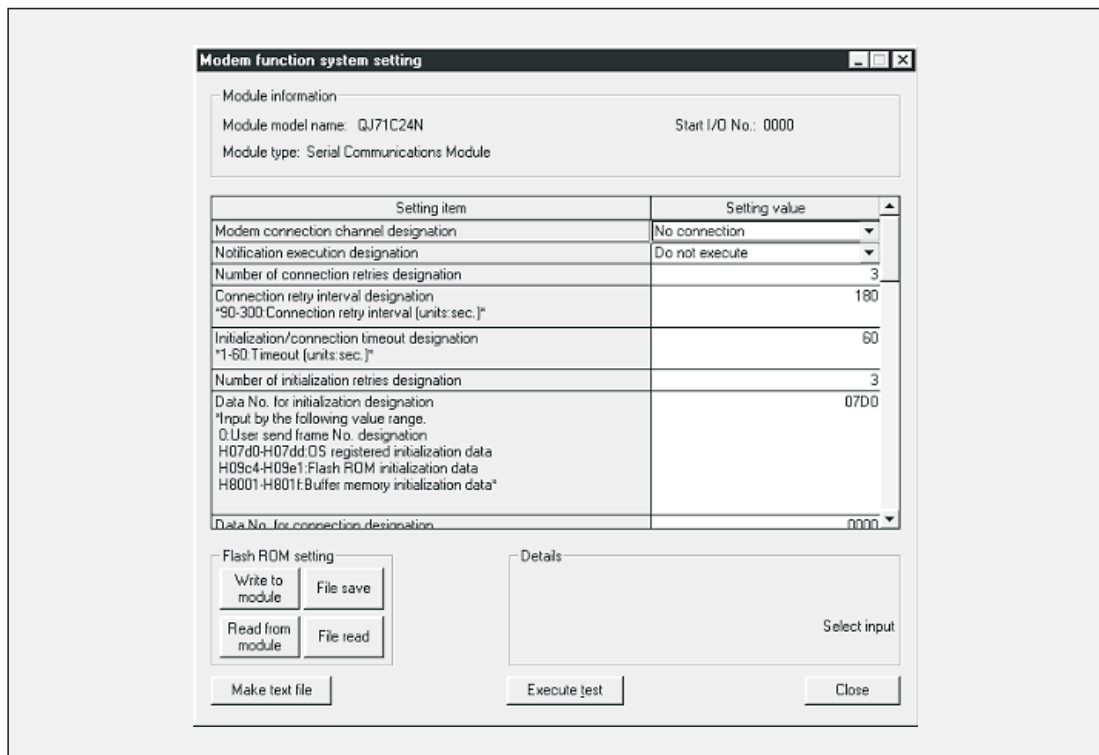 Modem function system setting
Module information
Module model name: QJ71C24N
Start I/O No.: 0000
Module type: Serial Communications Module
Setting item
Setting value
Modem connection channel designation
No connection
Notification execution designation
Do not execute
Number of connection retries designation
3
Connection retry interval designation
180
*90-300:Connection retry interval (units:sec.)*
Initialization/connection timeout designation
60
*1-60:Timeout (units:sec.)*
Number of initialization retries designation
3
Data No. for initialization designation
07D0
*Input by the following value range.
0:User send frame No. designation
H07d0-H07dd:OS registered initialization data
H09c4-H09e1:Flash ROM initialization data
H8001-H801f:Buffer memory initialization data*
Data No. for connection designation
0000
Flash ROM setting
Write to
module
File save
Read from
module
File read
Details
Select input
Make text file
Execute test
Close